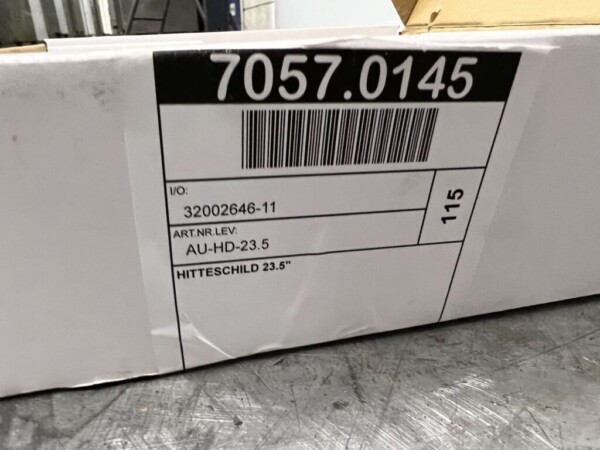 7057.0145
I/O:
32002646-11
115
ART.NR.LEV:
AU-HD-23.5
HITTESCHILD 23.5"